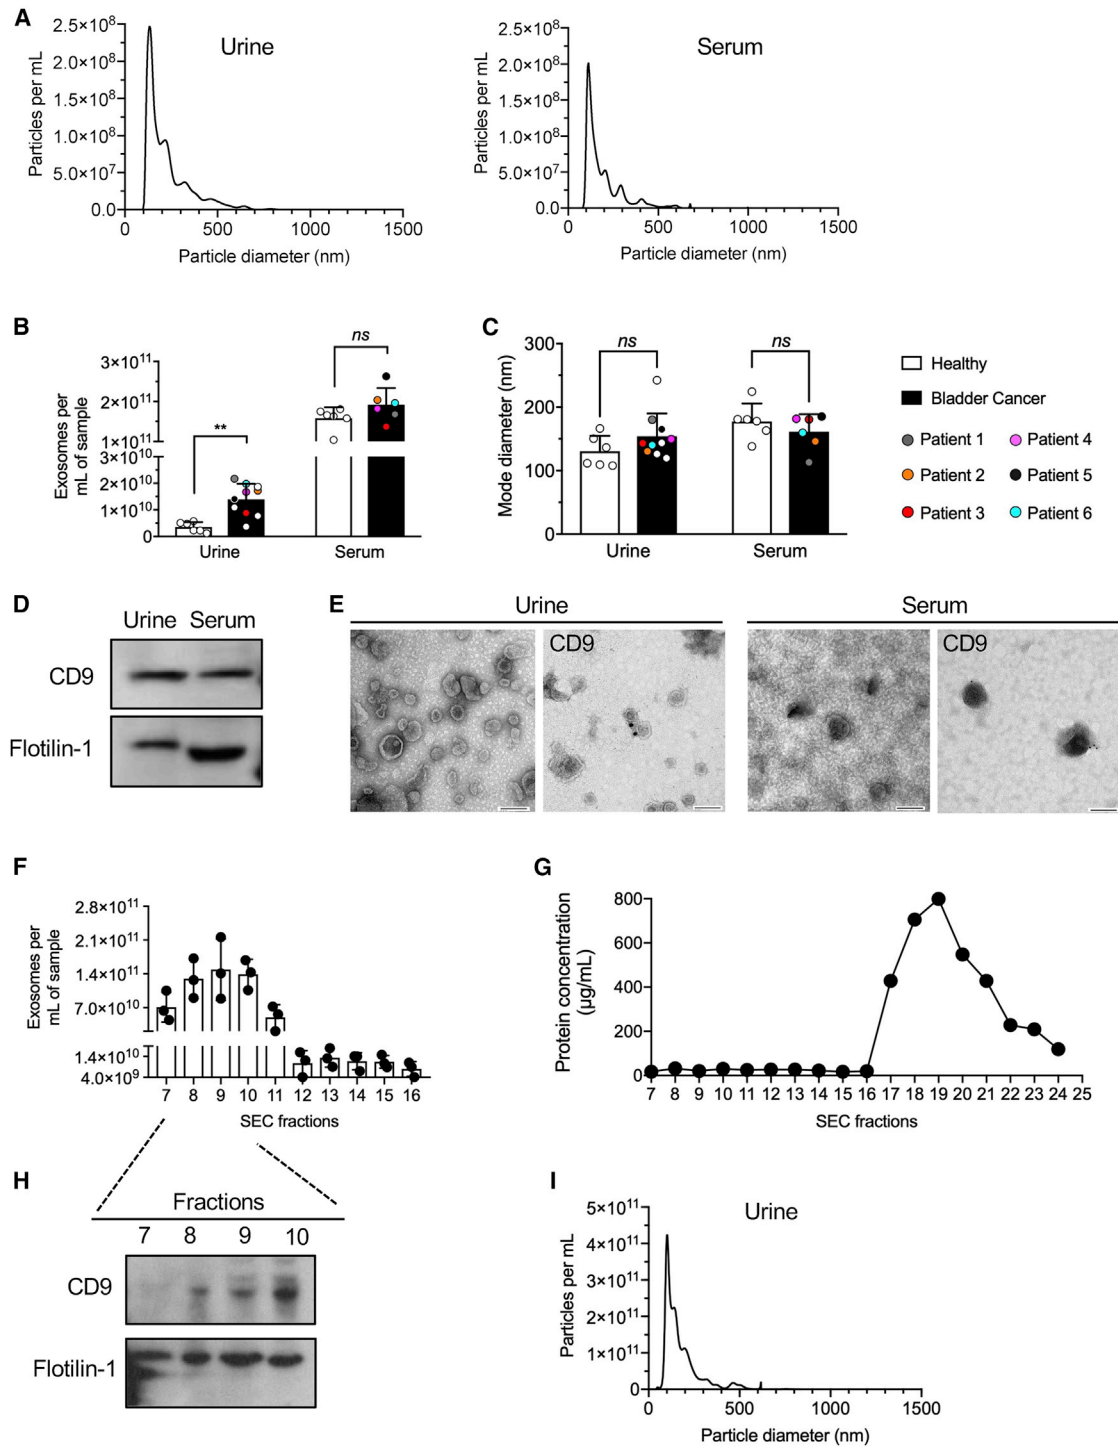 A
Urine
Particles per mL
2.5×10⁸
2.0×10⁸
1.5×10⁸
1.0×10⁸
5.0×10⁷
0.0
0 500 1000 1500
Particle diameter (nm)
Serum
Particles per mL
2.5×10⁸
2.0×10⁸
1.5×10⁸
1.0×10⁸
5.0×10⁷
0.0
0 500 1000 1500
Particle diameter (nm)
B
Exosomes per
mL of sample
3×10¹¹
2×10¹¹
1×10¹¹
3×10¹⁰
2×10¹⁰
1×10¹⁰
0
**
ns
Urine Serum
C
Mode diameter (nm)
300
200
100
0
ns ns
Urine Serum
Healthy
Bladder Cancer
Patient 1 Patient 4
Patient 2 Patient 5
Patient 3 Patient 6
D
Urine Serum
CD9
Flotilin-1
E
Urine Serum
CD9 CD9
F
Exosomes per
mL of sample
2.8×10¹¹
2.1×10¹¹
1.4×10¹¹
7.0×10¹⁰
1.4×10¹⁰
4.0×10⁹
7 8 9 10 11 12 13 14 15 16
SEC fractions
G
Protein concentration
(µg/mL)
800
600
400
200
0
7 8 9 10 11 12 13 14 15 16 17 18 19 20 21 22 23 24 25
SEC fractions
H
Fractions
7 8 9 10
CD9
Flotilin-1
I
Urine
Particles per mL
5×10¹¹
4×10¹¹
3×10¹¹
2×10¹¹
1×10¹¹
0
0 500 1000 1500
Particle diameter (nm)